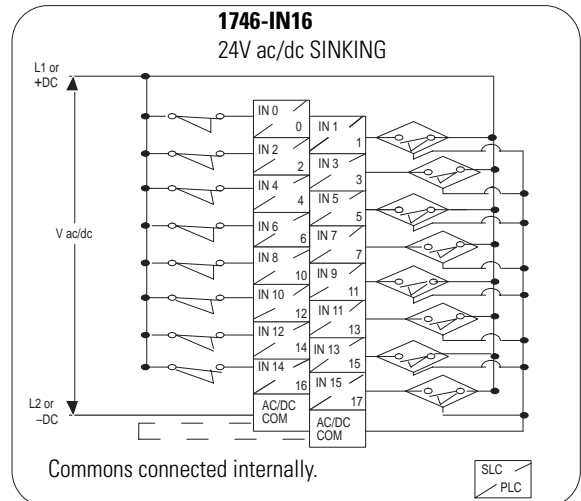 1746-IN16
24V ac/dc SINKING
L1 or
+DC
V ac/dc
L2 or
–DC
IN 0
0
IN 1
1
IN 2
2
IN 3
3
IN 4
4
IN 5
5
IN 6
6
IN 7
7
IN 8
10
IN 9
11
IN 10
12
IN 11
13
IN 12
14
IN 13
15
IN 14
16
IN 15
17
AC/DC
COM
AC/DC
COM
Commons connected internally.
SLC
PLC